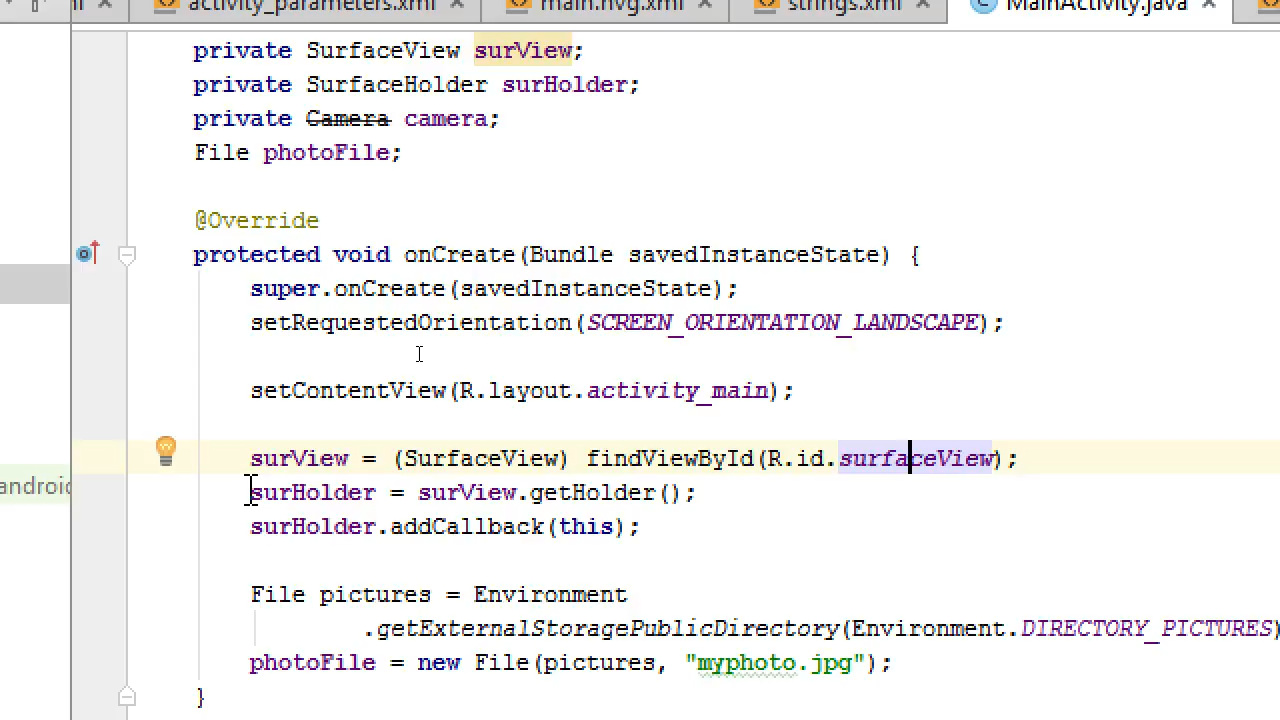 activity_parameters.xml main.nvg.xml strings.xml MainActivity.java
private SurfaceView surView;
private SurfaceHolder surHolder;
private Camera camera;
File photoFile;
@Override
protected void onCreate(Bundle savedInstanceState) {
super.onCreate(savedInstanceState);
setRequestedOrientation(SCREEN_ORIENTATION_LANDSCAPE);
setContentView(R.layout.activity_main);
surView = (SurfaceView) findViewById(R.id.surfaceView);
surHolder = surView.getHolder();
surHolder.addCallback(this);
android
File pictures = Environment
.getExternalStoragePublicDirectory(Environment.DIRECTORY_PICTURES)
photoFile = new File(pictures, "myphoto.jpg");
}